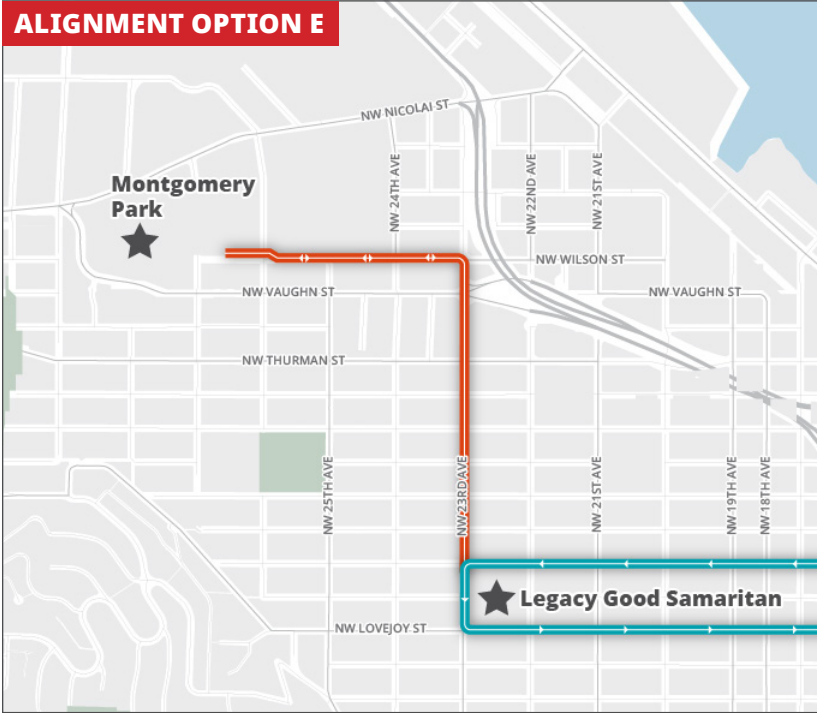 ALIGNMENT OPTION E
NW NICOLAI ST
Montgomery
Park
NW 24TH AVE
NW 22ND AVE
NW 21ST AVE
NW WILSON ST
NW VAUGHN ST
NW VAUGHN ST
NW THURMAN ST
NW 25TH AVE
NW 23RD AVE
NW 21ST AVE
NW 19TH AVE
NW 18TH AVE
Legacy Good Samaritan
NW LOVEJOY ST